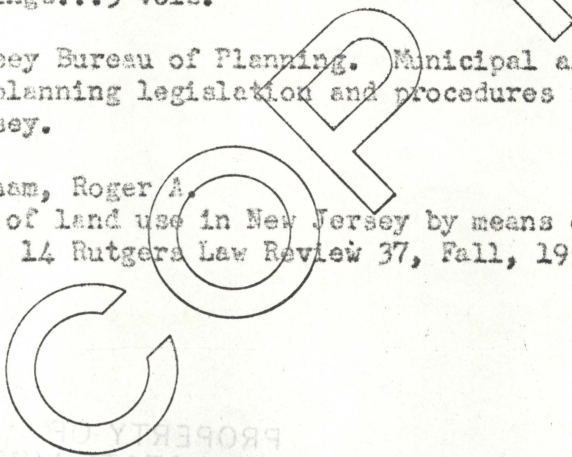 ngs...3 vols.
sey Bureau of Planning. Municipal a
planning legislation and procedures
sey.
ham, Roger A.
of land use in New Jersey by means
14 Rutgers Law Review 37, Fall, 19
COP
PROPERTY OF